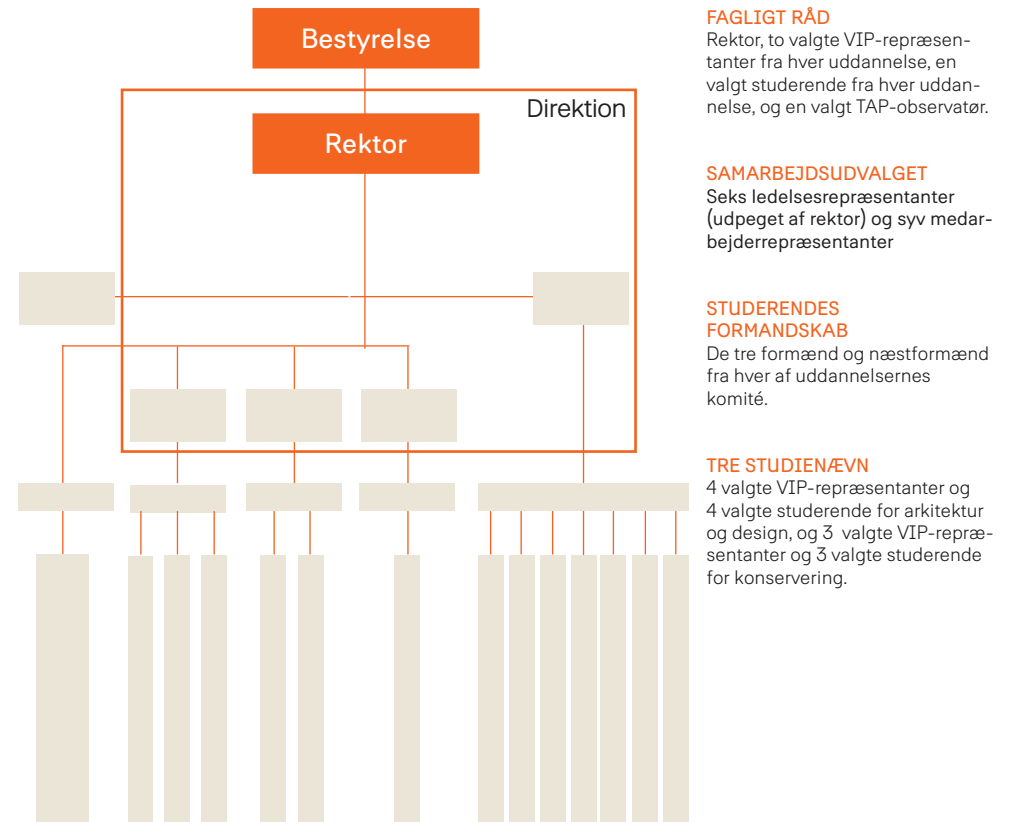 Bestyrelse
Direktion
Rektor
FAGLIGT RÅD
Rektor, to valgte VIP-repræsen-
tanter fra hver uddannelse, en
valgt studerende fra hver uddan-
nelse, og en valgt TAP-observatør.
SAMARBEJDSUDVALGET
Seks ledelsesrepræsentanter
(udpeget af rektor) og syv medar-
bejderrepræsentanter
STUDERENDES
FORMANDSKAB
De tre formænd og næstformænd
fra hver af uddannelsernes
komité.
TRE STUDIENÆVN
4 valgte VIP-repræsentanter og
4 valgte studerende for arkitektur
og design, og 3 valgte VIP-repræ-
sentanter og 3 valgte studerende
for konservering.